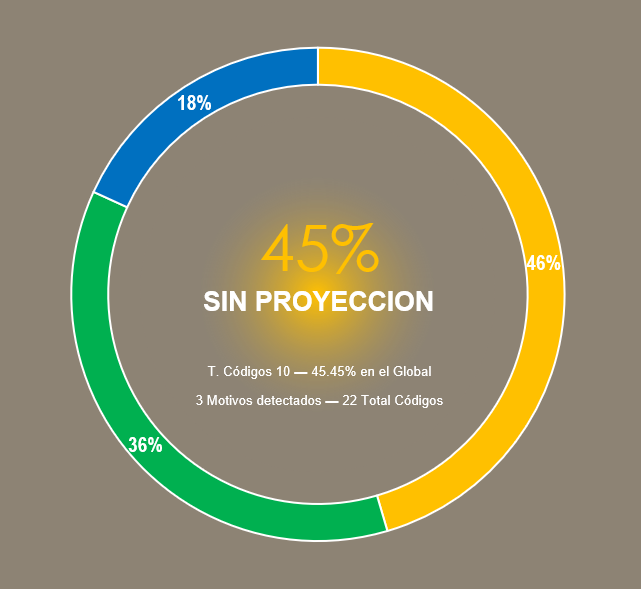 18%
45%
46%
SIN PROYECCION
T. Códigos 10 — 45.45% en el Global
3 Motivos detectados — 22 Total Códigos
36%